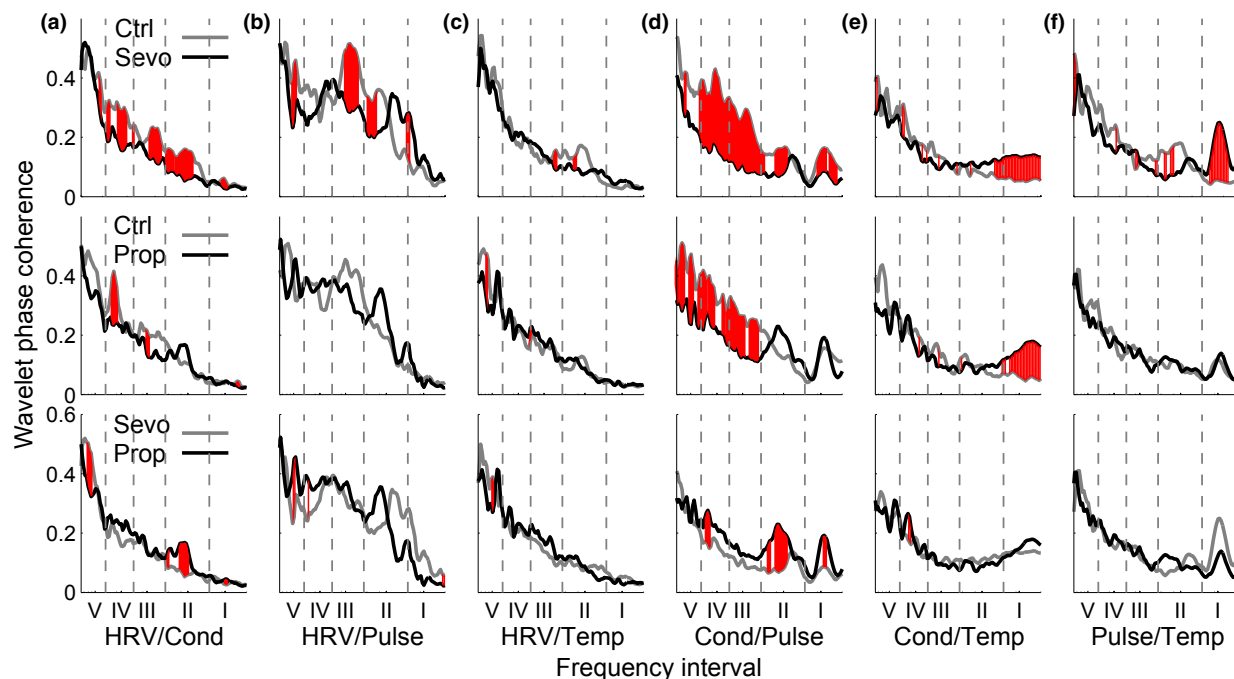 (a) (b) (c) (d) (e) (f)
Wavelet phase coherence
Ctrl
Sevo
0.4
0.2
0
Ctrl
Prop
0.4
0.2
0
0.6
Sevo
Prop
0.4
0.2
0
V IV III II I V IV III II I V IV III II I V IV III II I V IV III II I V IV III II I
HRV/Cond HRV/Pulse HRV/Temp Cond/Pulse Cond/Temp Pulse/Temp
Frequency interval